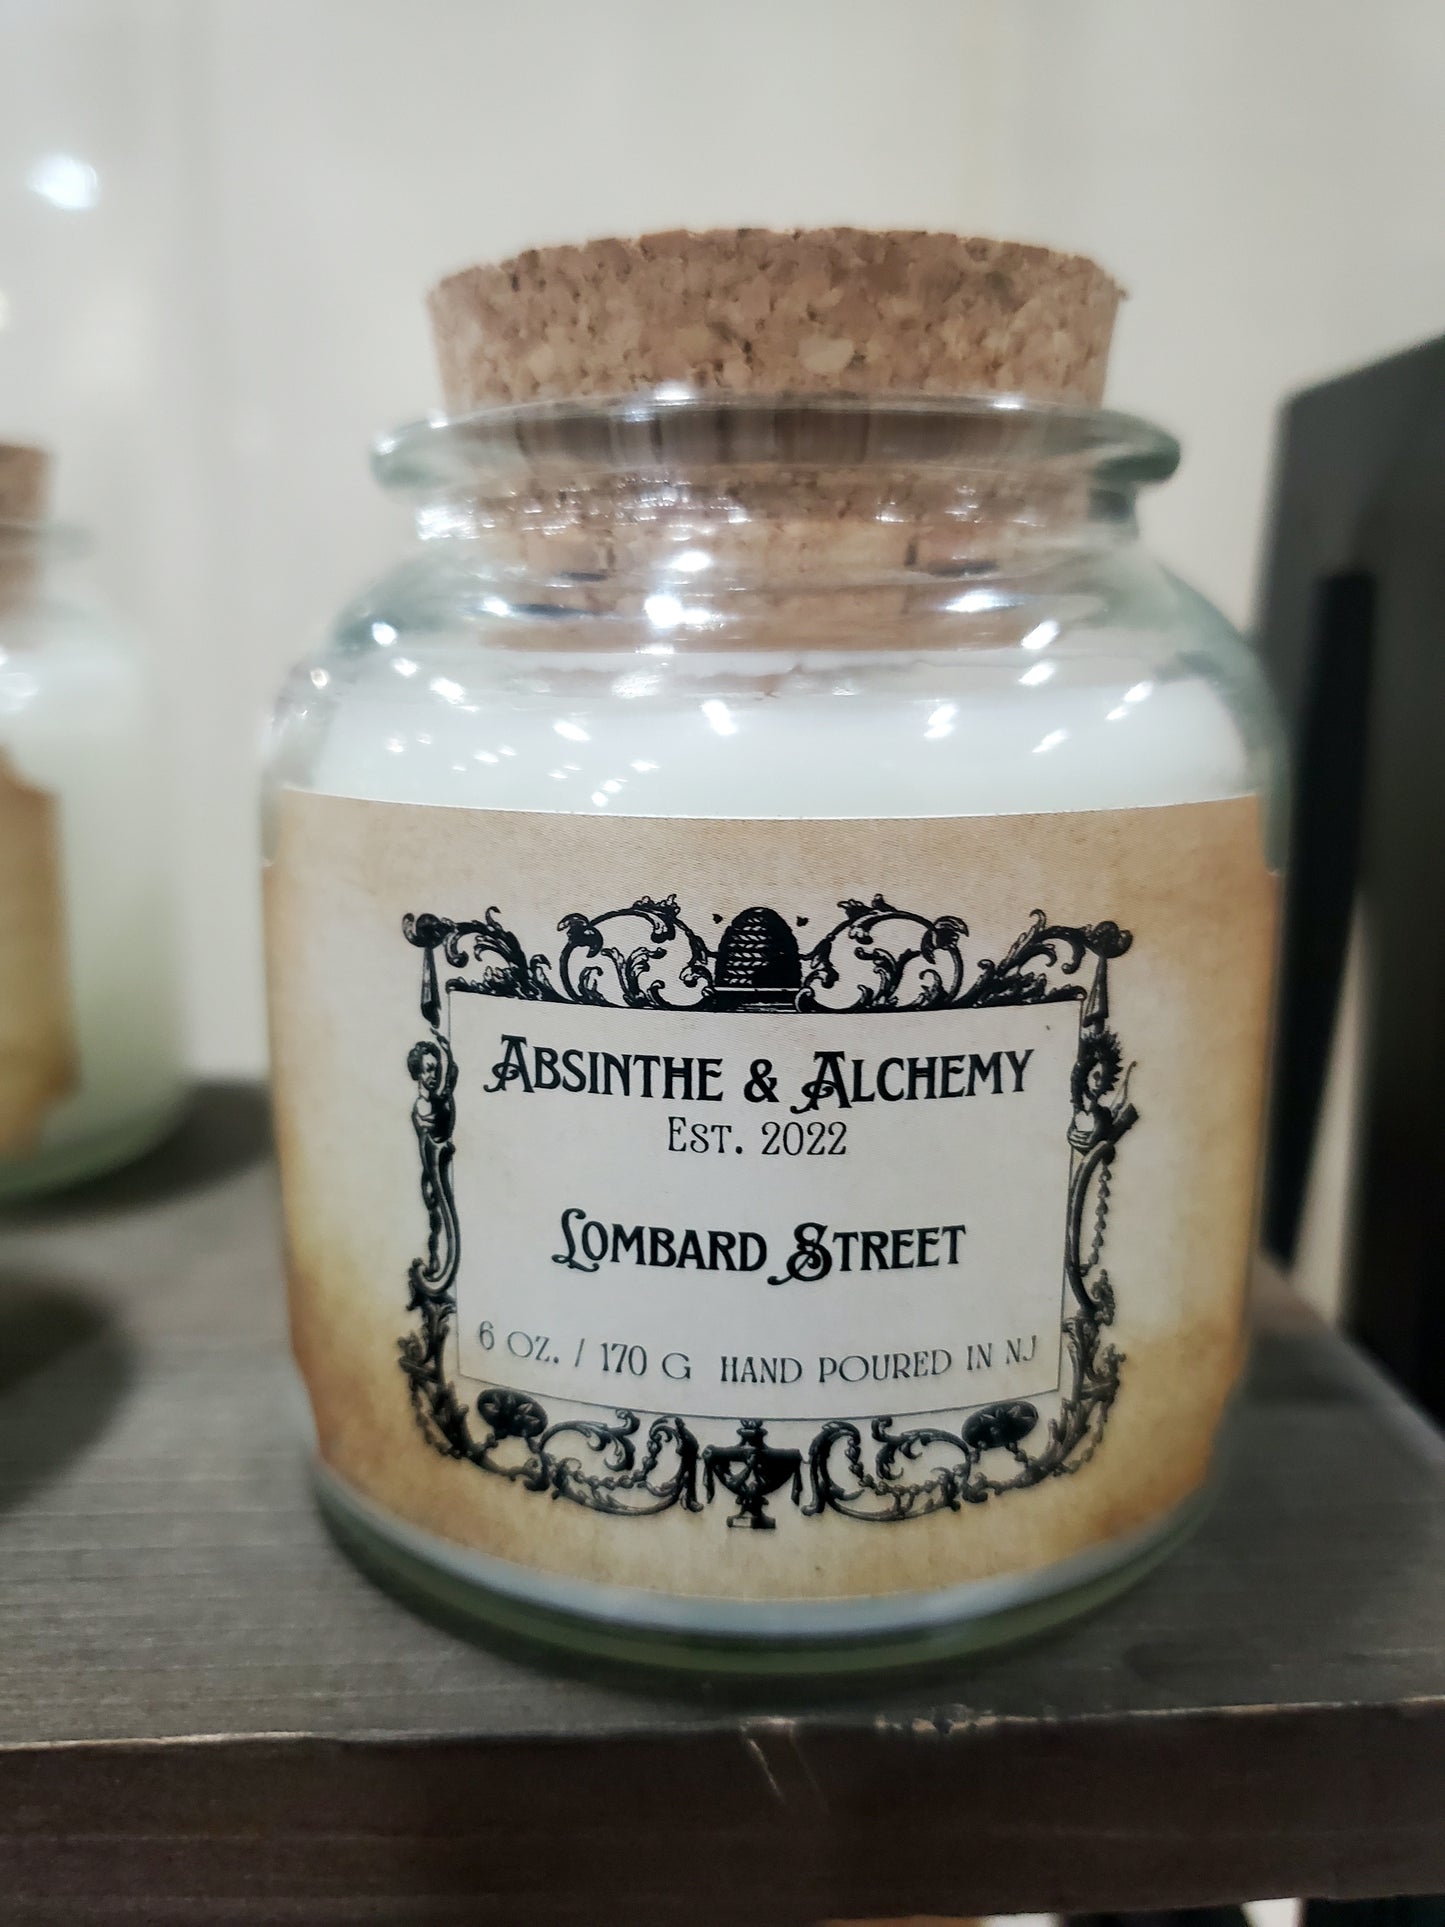 Absinthe & Alchemy
Est. 2022
Lombard Street
6 oz. / 170 G HAND POURED IN NJ